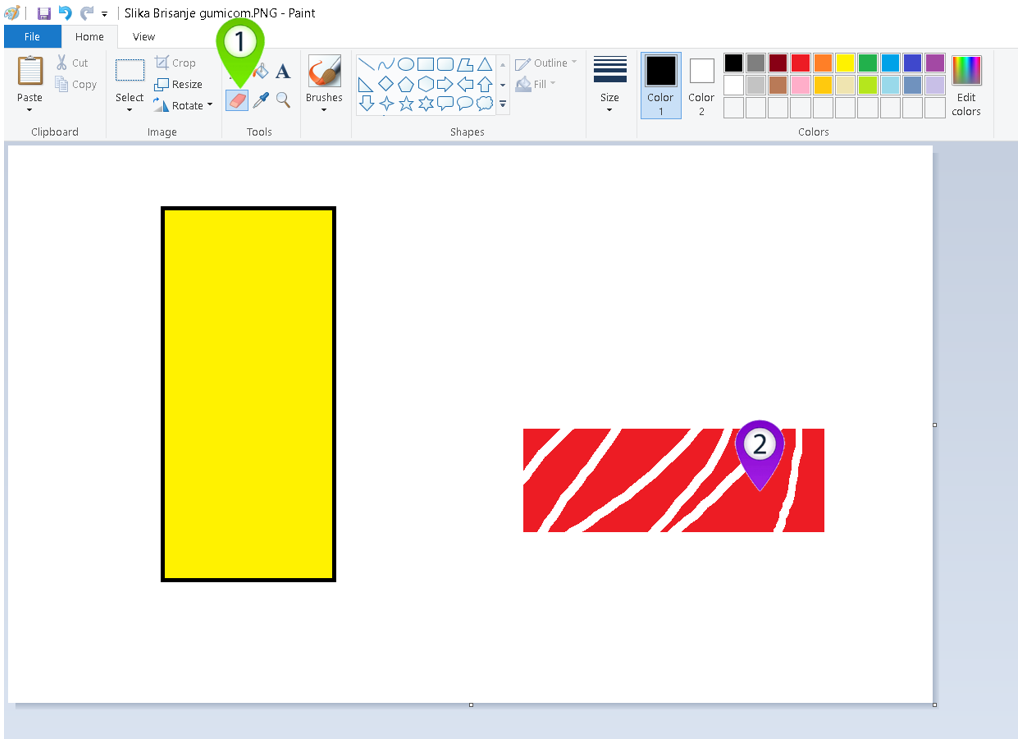 Slika Brisanje gumicom.PNG - Paint
File Home View
1
Paste
Cut
Copy
Clipboard
Select
Crop
Resize
Rotate
Image
A
Tools
Brushes
Outline
Fill
Shapes
Size
Color
1
Color
2
Edit
colors
Colors
2